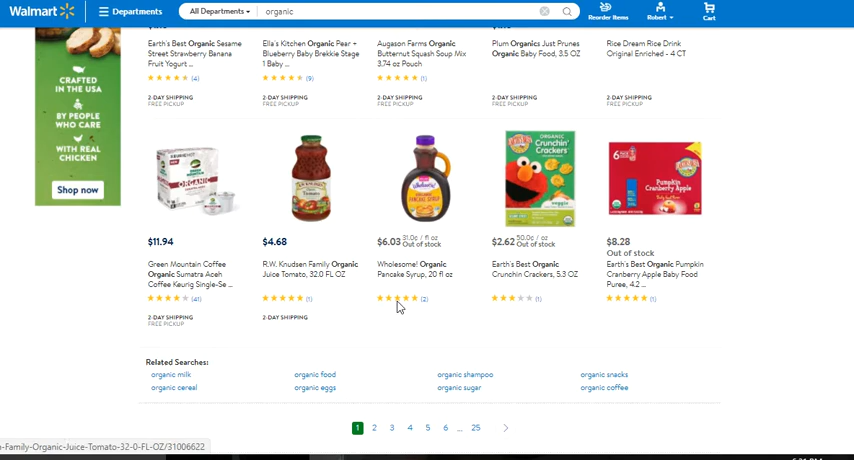 Walmart
Departments
All Departments
organic
Reorder Items
Robert
Cart
CRAFTED
IN THE USA
BY PEOPLE
WHO CARE
WITH REAL
CHICKEN
Shop now
Earth's Best Organic Sesame
Street Strawberry Banana
Fruit Yogurt ...
(4)
2-DAY SHIPPING
FREE PICKUP
Ella's Kitchen Organic Pear +
Blueberry Baby Brekkie Stage
1 Baby ...
(9)
2-DAY SHIPPING
FREE PICKUP
Augason Farms Organic
Butternut Squash Soup Mix
3.74 oz Pouch
(1)
2-DAY SHIPPING
FREE PICKUP
Plum Organics Just Prunes
Organic Baby Food, 3.5 OZ
2-DAY SHIPPING
FREE PICKUP
Rice Dream Rice Drink
Original Enriched - 4 CT
2-DAY SHIPPING
FREE PICKUP
ORGANIC
$11.94
Green Mountain Coffee
Organic Sumatra Aceh
Coffee Keurig Single-Se ...
(41)
2-DAY SHIPPING
FREE PICKUP
Tomato
$4.68
R.W. Knudsen Family Organic
Juice Tomato, 32.0 FL OZ
(1)
2-DAY SHIPPING
Wholesome!
PANCAKE SYRUP
$6.03 31.0¢ / fl oz
Out of stock
Wholesome! Organic
Pancake Syrup, 20 fl oz
(2)
ORGANIC
Crunchin'
Crackers
veggie
$2.62 50.0¢ / oz
Out of stock
Earth's Best Organic
Crunchin Crackers, 5.3 OZ
(1)
6
Pumpkin
Cranberry Apple
$8.28
Out of stock
Earth's Best Organic Pumpkin
Cranberry Apple Baby Food
Puree, 4.2 ...
(1)
Related Searches:
organic milk
organic food
organic shampoo
organic snacks
organic cereal
organic eggs
organic sugar
organic coffee
1 2 3 4 5 6 ... 25
-Family-Organic-Juice-Tomato-32-0-FL-OZ/31006622